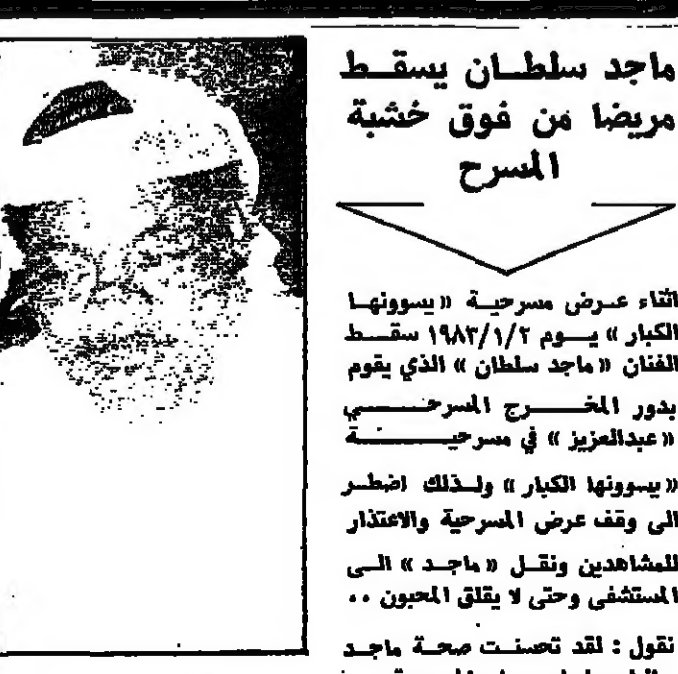 ماجد سلطان يسقط
مريضا من فوق خشبة
المسرح
اثناء عرض مسرحية «يسوونها
الكبار» يوم ١٩٨٣/١/٢ سقط
الفنان «ماجد سلطان» الذي يقوم
بدور المخرج المسرحي
«عبدالعزيز» في مسرحية
«يسوونها الكبار» ولذلك اضطر
الى وقف عرض المسرحية والاعتذار
للمشاهدين ونقل «ماجد» الى
المستشفى وحتى لا يقلق المحبون ..
نقول : لقد تحسنت صحة ماجد